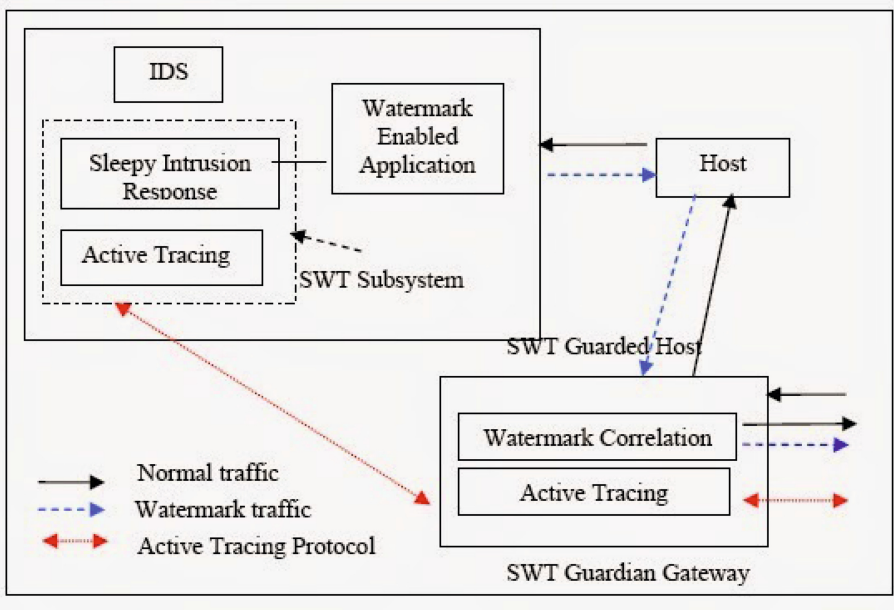 IDS
Watermark
Enabled
Application
Sleepy Intrusion
Response
Active Tracing
SWT Subsystem
Host
SWT Guarded Host
Watermark Correlation
Active Tracing
SWT Guardian Gateway
Normal traffic
Watermark traffic
Active Tracing Protocol